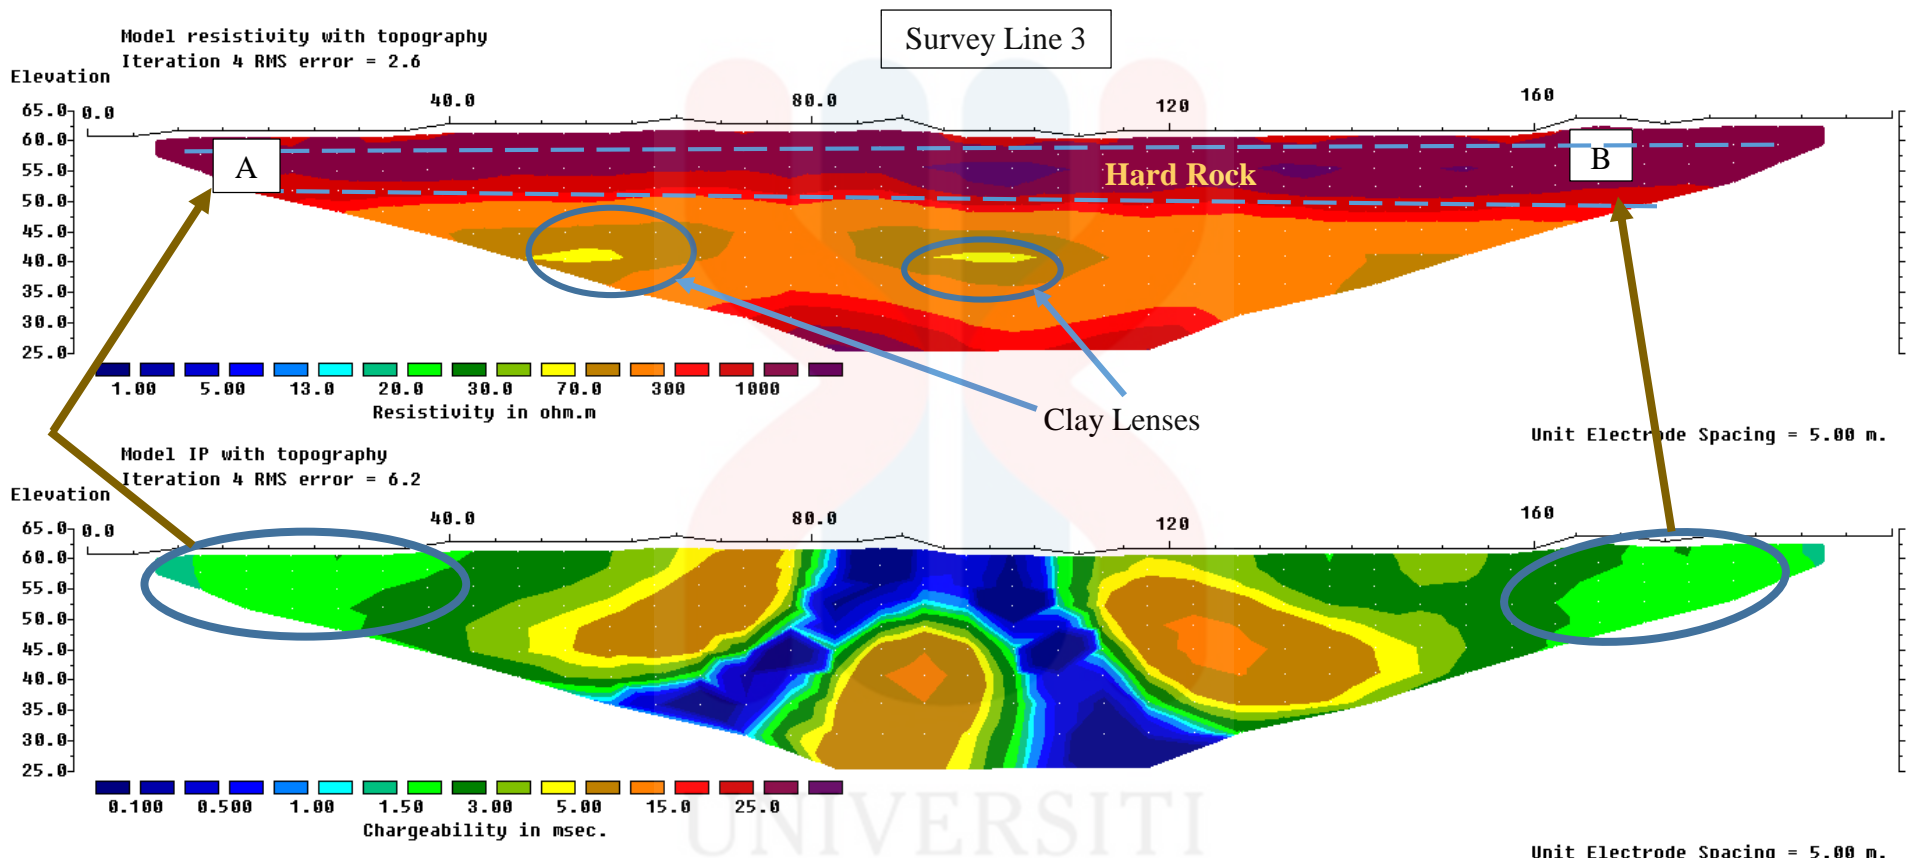 Survey Line 3
Model resistivity with topography
Iteration 4 RMS error = 2.6
Elevation
0.0 40.0 80.0 120 160
65.0
60.0
55.0
50.0
45.0
40.0
35.0
30.0
25.0
A
B
Hard Rock
1.00 5.00 13.0 20.0 30.0 70.0 300 1000
Resistivity in ohm.m
Clay Lenses
Unit Electrode Spacing = 5.00 m.
Model IP with topography
Iteration 4 RMS error = 6.2
Elevation
0.0 40.0 80.0 120 160
65.0
60.0
55.0
50.0
45.0
40.0
35.0
30.0
25.0
0.100 0.500 1.00 1.50 3.00 5.00 15.0 25.0
Chargeability in msec.
UNIVERSITI
Unit Electrode Spacing = 5.00 m.